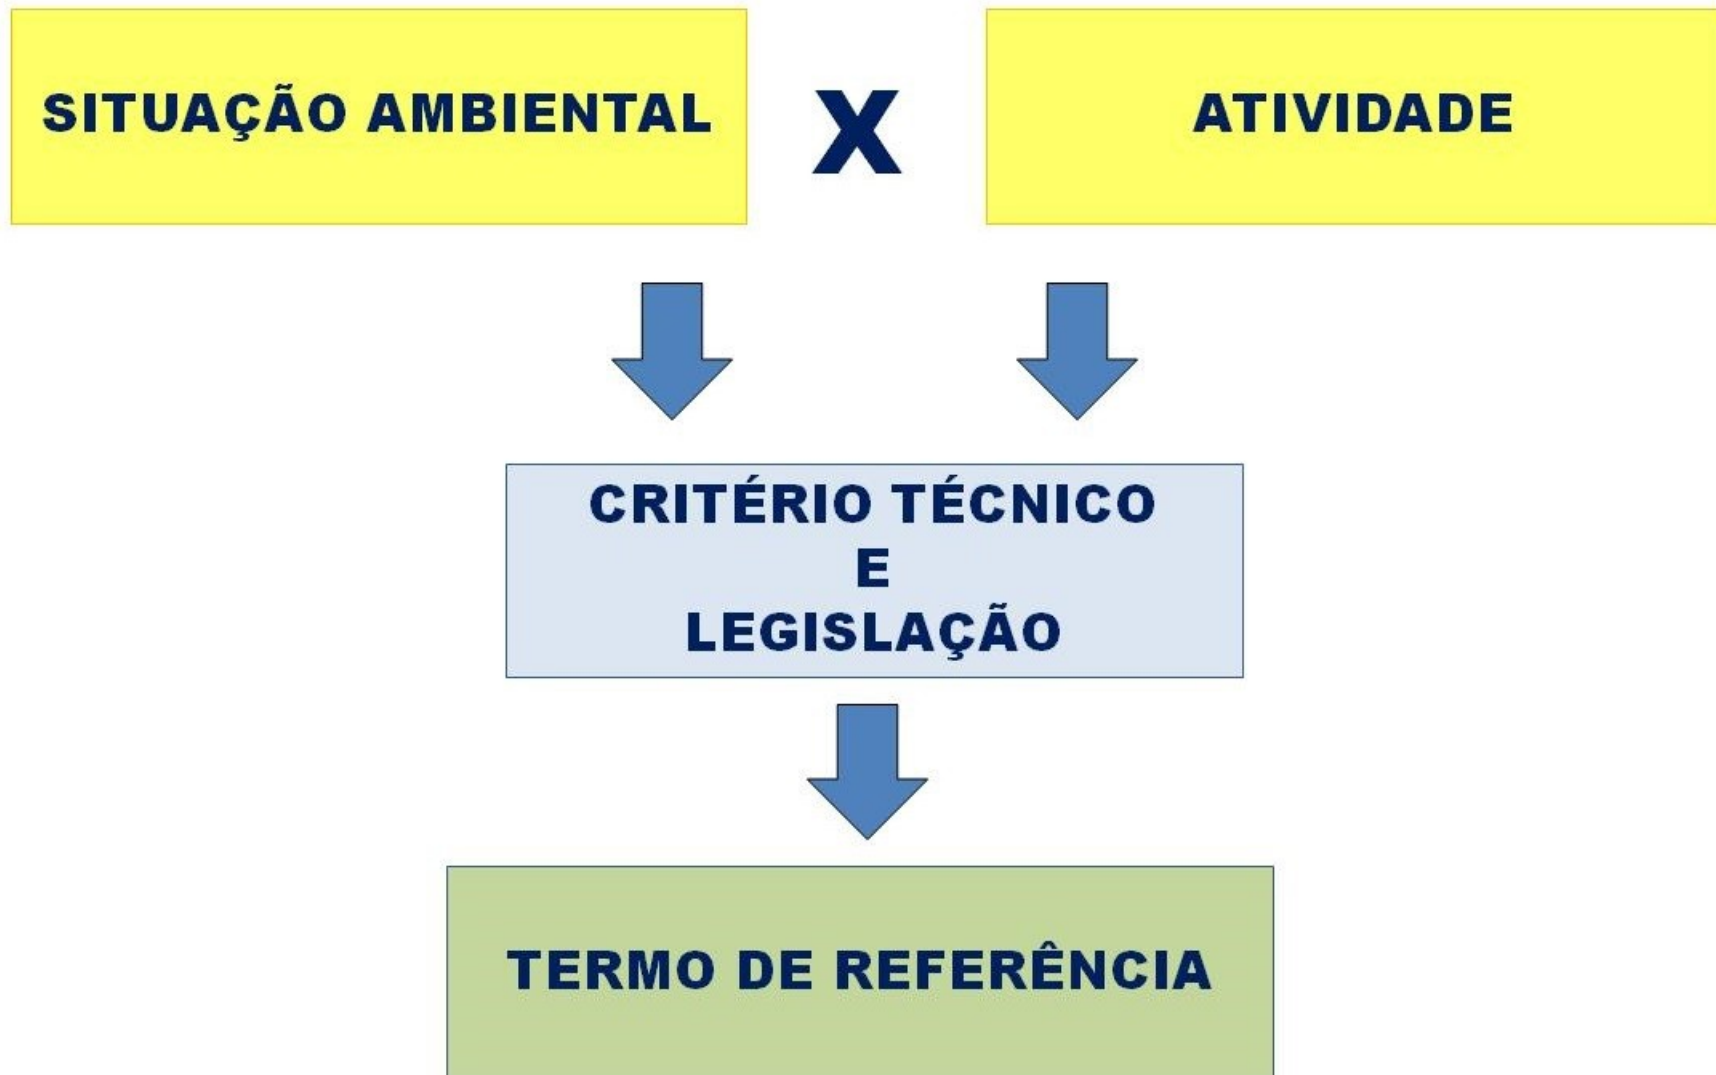 SITUAÇÃO AMBIENTAL
X
ATIVIDADE
CRITÉRIO TÉCNICO
E
LEGISLAÇÃO
TERMO DE REFERÊNCIA